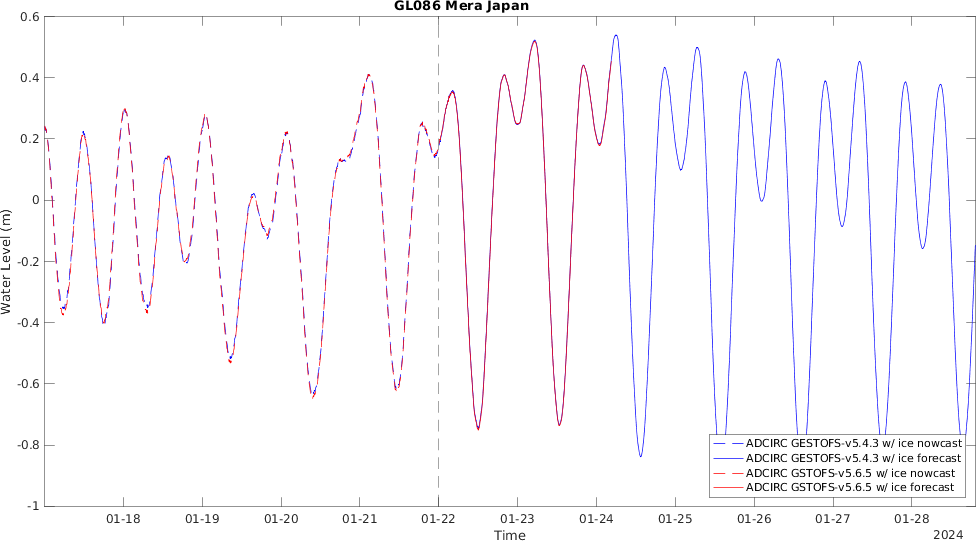 GL086 Mera Japan
0.6
0.4
0.2
0
-0.2
-0.4
-0.6
-0.8
-1
Water Level (m)
01-18 01-19 01-20 01-21 01-22 01-23 01-24 01-25 01-26 01-27 01-28
Time
2024
ADCIRC GESTOFS-v5.4.3 w/ ice nowcast
ADCIRC GESTOFS-v5.4.3 w/ ice forecast
ADCIRC GSTOFS-v5.6.5 w/ ice nowcast
ADCIRC GSTOFS-v5.6.5 w/ ice forecast